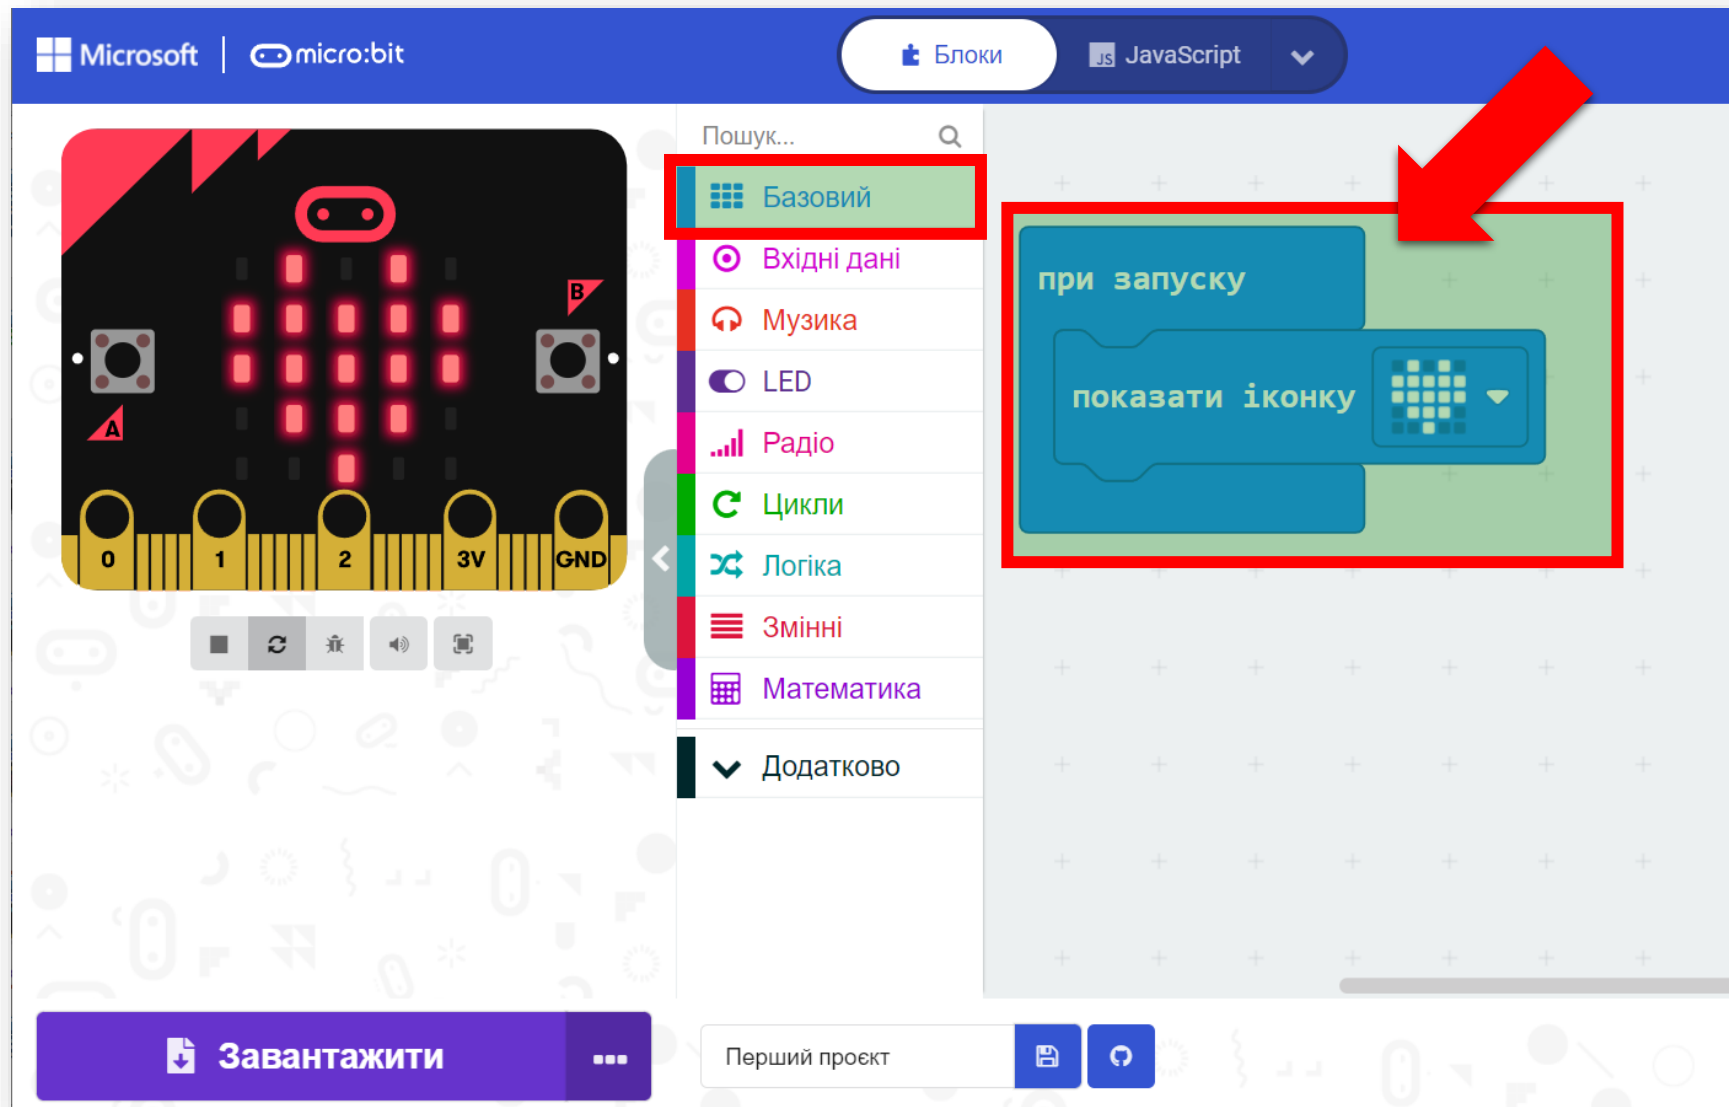 Microsoft
micro:bit
Блоки
JS JavaScript
Пошук...
Базовий
Вхідні дані
Музика
LED
Радіо
Цикли
Логіка
Змінні
Математика
Додатково
B
A
0 1 2 3V GND
при запуску
показати іконку
Завантажити
Перший проєкт